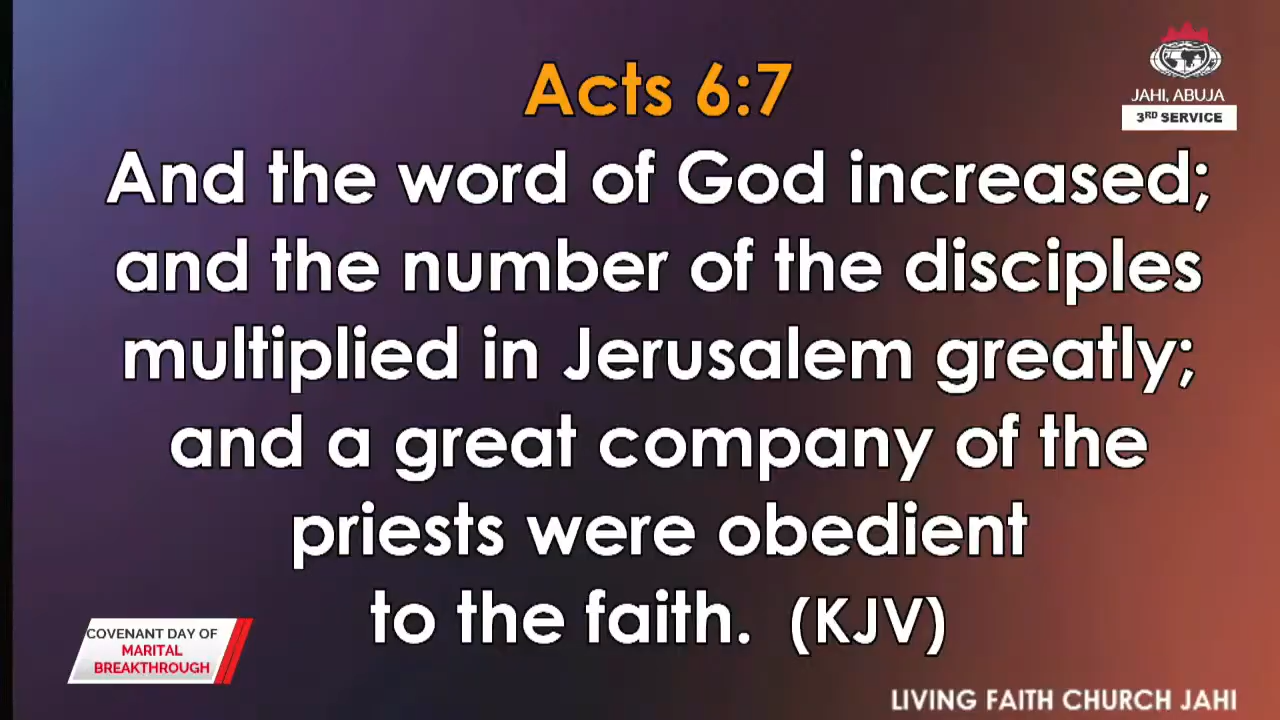 Acts 6:7
JAHI, ABUJA
3RD SERVICE
And the word of God increased;
and the number of the disciples
multiplied in Jerusalem greatly;
and a great company of the
priests were obedient
to the faith. (KJV)
COVENANT DAY OF
MARITAL
BREAKTHROUGH
LIVING FAITH CHURCH JAHI